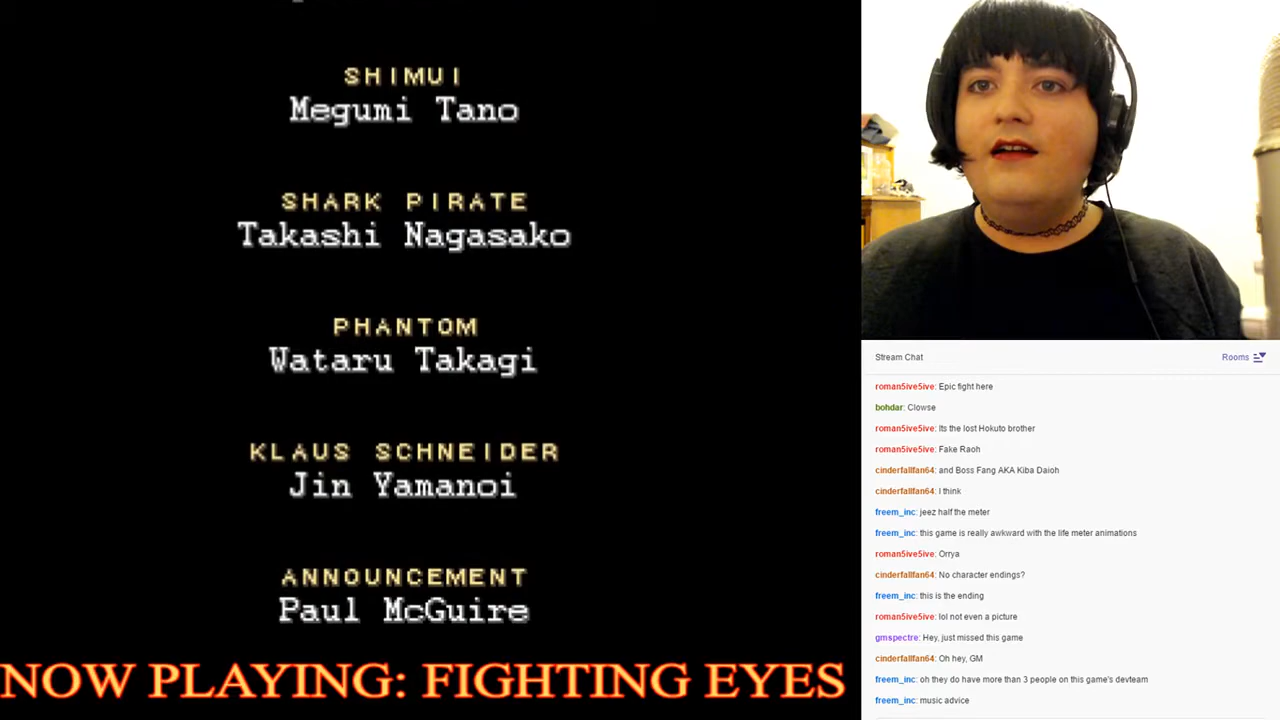 SHIMUI
Megumi Tano
SHARK PIRATE
Takashi Nagasako
PHANTOM
Wataru Takagi
KLAUS SCHNEIDER
Jin Yamanoi
ANNOUNCEMENT
Paul McGuire
NOW PLAYING: FIGHTING EYES
Stream Chat
Rooms
roman5ive5ive: Epic fight here
bohdar: Clowse
roman5ive5ive: Its the lost Hokuto brother
roman5ive5ive: Fake Raoh
cinderfallfan64: and Boss Fang AKA Kiba Daioh
cinderfallfan64: I think
freem_inc: jeez half the meter
freem_inc: this game is really awkward with the life meter animations
roman5ive5ive: Orrya
cinderfallfan64: No character endings?
freem_inc: this is the ending
roman5ive5ive: lol not even a picture
gmspectre: Hey, just missed this game
cinderfallfan64: Oh hey, GM
freem_inc: oh they do have more than 3 people on this game's devteam
freem_inc: music advice